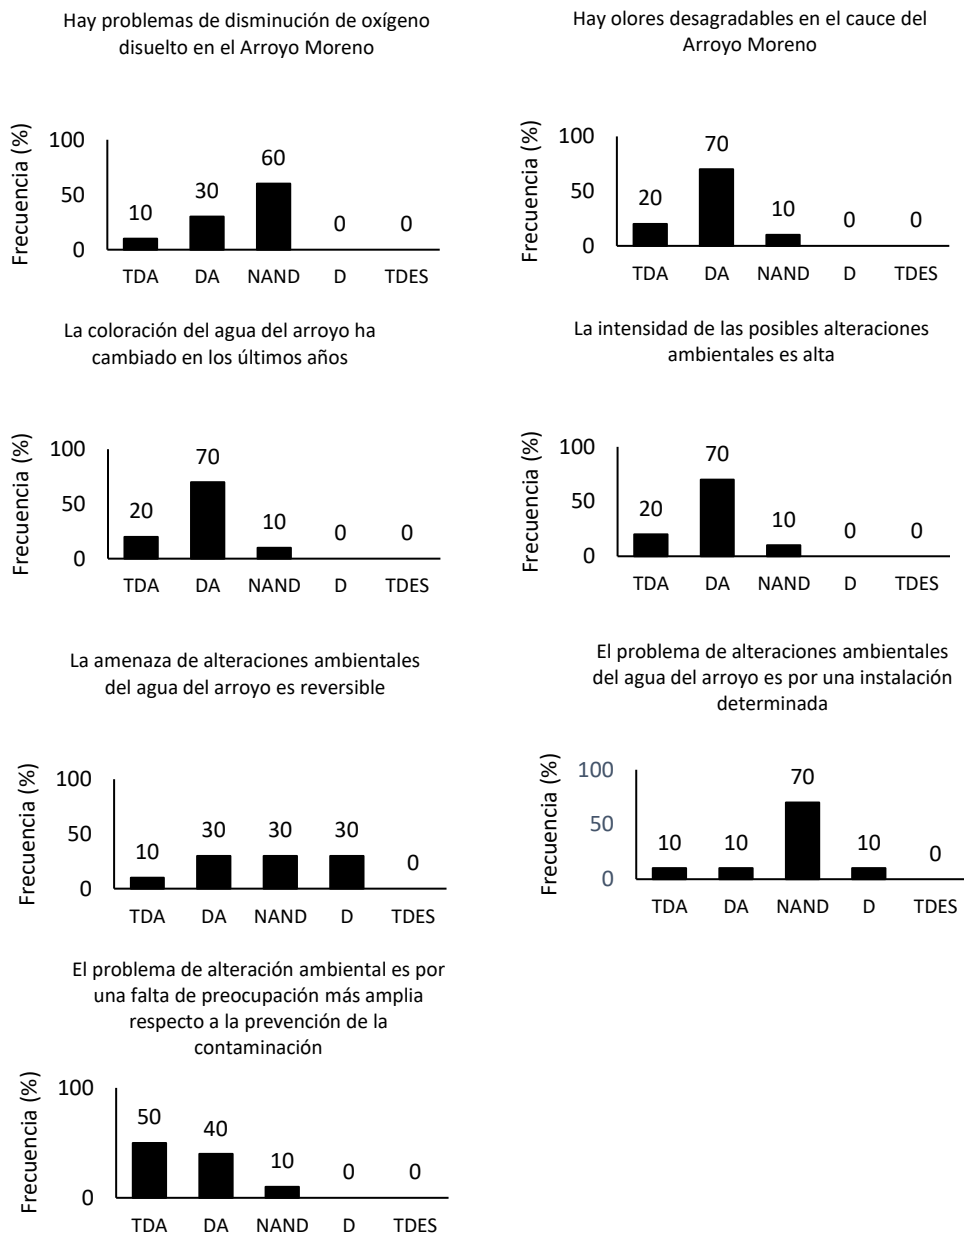 Hay problemas de disminución de oxígeno
disuelto en el Arroyo Moreno
Frecuencia (%)
100
50
0
10
30
60
0
0
TDA DA NAND D TDES
Hay olores desagradables en el cauce del
Arroyo Moreno
Frecuencia (%)
100
50
0
20
70
10
0
0
TDA DA NAND D TDES
La coloración del agua del arroyo ha
cambiado en los últimos años
Frecuencia (%)
100
50
0
20
70
10
0
0
TDA DA NAND D TDES
La intensidad de las posibles alteraciones
ambientales es alta
Frecuencia (%)
100
50
0
20
70
10
0
0
TDA DA NAND D TDES
La amenaza de alteraciones ambientales
del agua del arroyo es reversible
Frecuencia (%)
100
50
0
10
30
30
30
0
TDA DA NAND D TDES
El problema de alteraciones ambientales
del agua del arroyo es por una instalación
determinada
Frecuencia (%)
100
50
0
10
10
70
10
0
TDA DA NAND D TDES
El problema de alteración ambiental es por
una falta de preocupación más amplia
respecto a la prevención de la
contaminación
Frecuencia (%)
100
0
50
40
10
0
0
TDA DA NAND D TDES